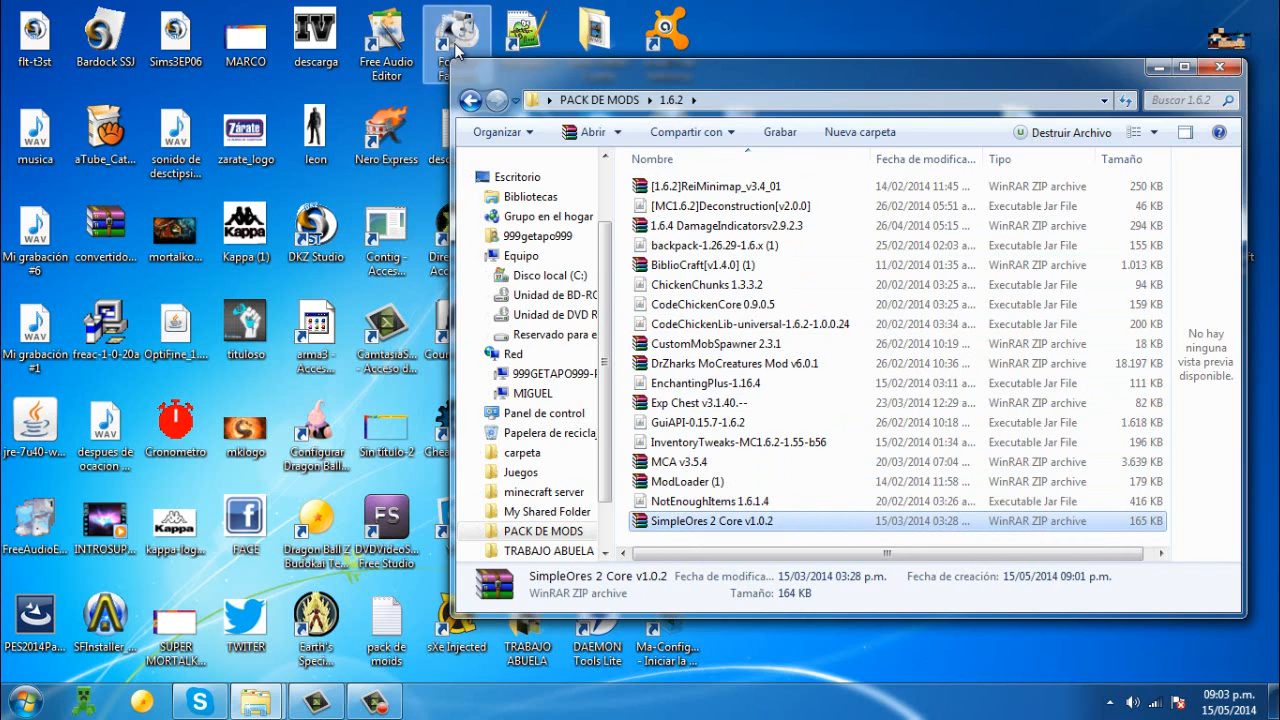 flt-t3st
Bardock SSJ
Sims3EP06
MARCO
IV
descarga
Free Audio
Editor
musica
aTube_Cat...
sonido de
desctipsi...
Zárate
zarate_logo
leon
Nero Express
Mi grabación
#6
convertido...
mortalko...
Kappa
Kappa (1)
DKZ Studio
Contig -
Acces...
Mi grabación
#1
freac-1-0-20a
OptiFine_1....
tituloso
arma3 -
Acces...
CamtasiaS...
- Acceso d...
jre-7u40-w...
despues de
ocacion ...
Cronometro
mklogo
Configurar
Dragon Ball...
Sin titulo-2
FreeAudioE...
INTROSUP...
Kappa
kappa-log...
FAGE
Dragon Ball Z
Budokai Te...
FS
DVDVideoS...
Free Studio
PES2014Pa...
SFInstaller_...
SUPER
MORTALK...
TWITER
Earth's
Speci...
pack de
moids
sXe Injected
TRABAJO
ABUELA
DAEMON
Tools Lite
Ma-Config...
- Iniciar la ...
PACK DE MODS
1.6.2
Buscar 1.6.2
Organizar
Abrir
Compartir con
Grabar
Nueva carpeta
Destruir Archivo
Escritorio
Bibliotecas
Grupo en el hogar
999getapo999
Equipo
Disco local (C:)
Unidad de BD-RO
Unidad de DVD R
Reservado para e
Red
999GETAPO999-P
MIGUEL
Panel de control
Papelera de recicla
carpeta
Juegos
minecraft server
My Shared Folder
PACK DE MODS
TRABAJO ABUELA
Nombre Fecha de modifica... Tipo Tamaño
[1.6.2]ReiMinimap_v3.4_01 14/02/2014 11:45 ... WinRAR ZIP archive 250 KB
[MC1.6.2]Deconstruction[v2.0.0] 26/02/2014 05:51 a... Executable Jar File 46 KB
1.6.4 DamageIndicatorsv2.9.2.3 26/04/2014 05:15 ... WinRAR ZIP archive 294 KB
backpack-1.26.29-1.6.x (1) 25/02/2014 02:03 a... Executable Jar File 155 KB
BiblioCraft[v1.4.0] (1) 11/02/2014 01:35 a... WinRAR ZIP archive 1.013 KB
ChickenChunks 1.3.3.2 20/02/2014 03:25 a... Executable Jar File 94 KB
CodeChickenCore 0.9.0.5 20/02/2014 03:25 a... Executable Jar File 159 KB
CodeChickenLib-universal-1.6.2-1.0.0.24 20/02/2014 03:34 a... Executable Jar File 200 KB
CustomMobSpawner 2.3.1 20/02/2014 10:19 ... WinRAR ZIP archive 18 KB
DrZharks MoCreatures Mod v6.0.1 26/02/2014 10:36 ... WinRAR ZIP archive 18.197 KB
EnchantingPlus-1.16.4 15/02/2014 03:11 a... Executable Jar File 111 KB
Exp Chest v3.1.40.-- 23/03/2014 12:29 ... WinRAR ZIP archive 82 KB
GuiAPI-0.15.7-1.6.2 26/02/2014 10:18 ... Executable Jar File 1.618 KB
InventoryTweaks-MC1.6.2-1.55-b56 15/02/2014 01:34 a... Executable Jar File 196 KB
MCA v3.5.4 20/03/2014 07:04 ... WinRAR ZIP archive 3.639 KB
ModLoader (1) 14/02/2014 11:58 ... WinRAR ZIP archive 179 KB
NotEnoughItems 1.6.1.4 20/02/2014 03:26 a... Executable Jar File 416 KB
SimpleOres 2 Core v1.0.2 15/03/2014 03:28 ... WinRAR ZIP archive 165 KB
No hay
ninguna
vista previa
disponible.
SimpleOres 2 Core v1.0.2 Fecha de modifica... 15/03/2014 03:28 p.m. Fecha de creación: 15/05/2014 09:01 p.m.
WinRAR ZIP archive Tamaño: 164 KB
09:03 p.m.
15/05/2014